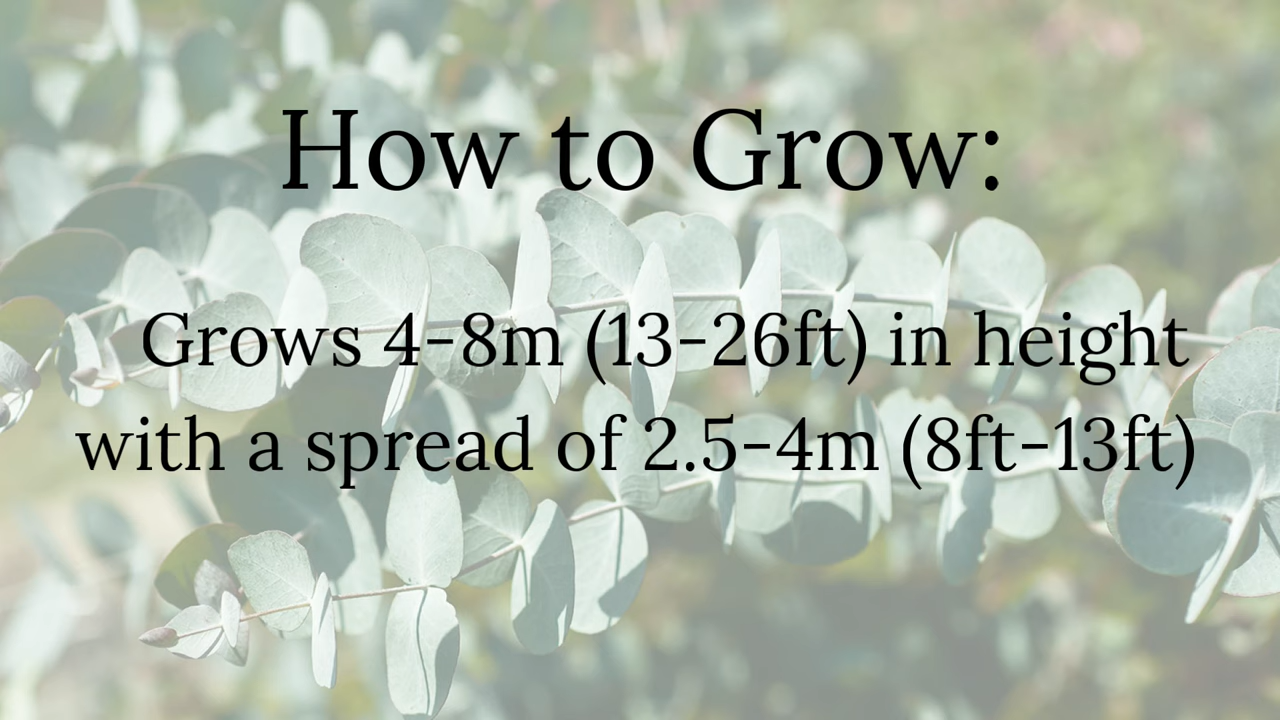 How to Grow:
Grows 4-8m (13-26ft) in height
with a spread of 2.5-4m (8ft-13ft)